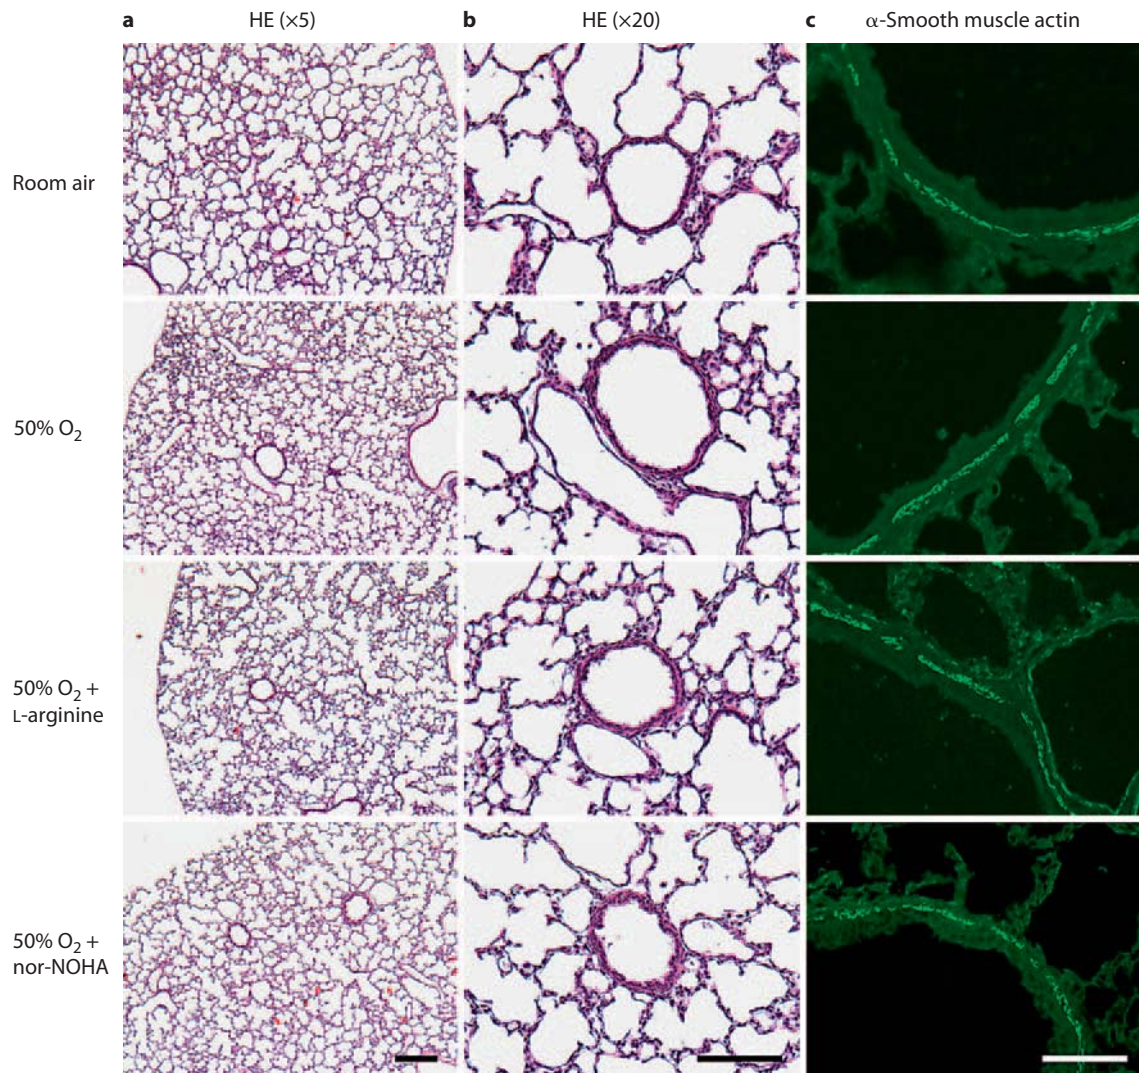 a HE (×5) b HE (×20) c α-Smooth muscle actin
Room air
50% O2
50% O2 +
L-arginine
50% O2 +
nor-NOHA